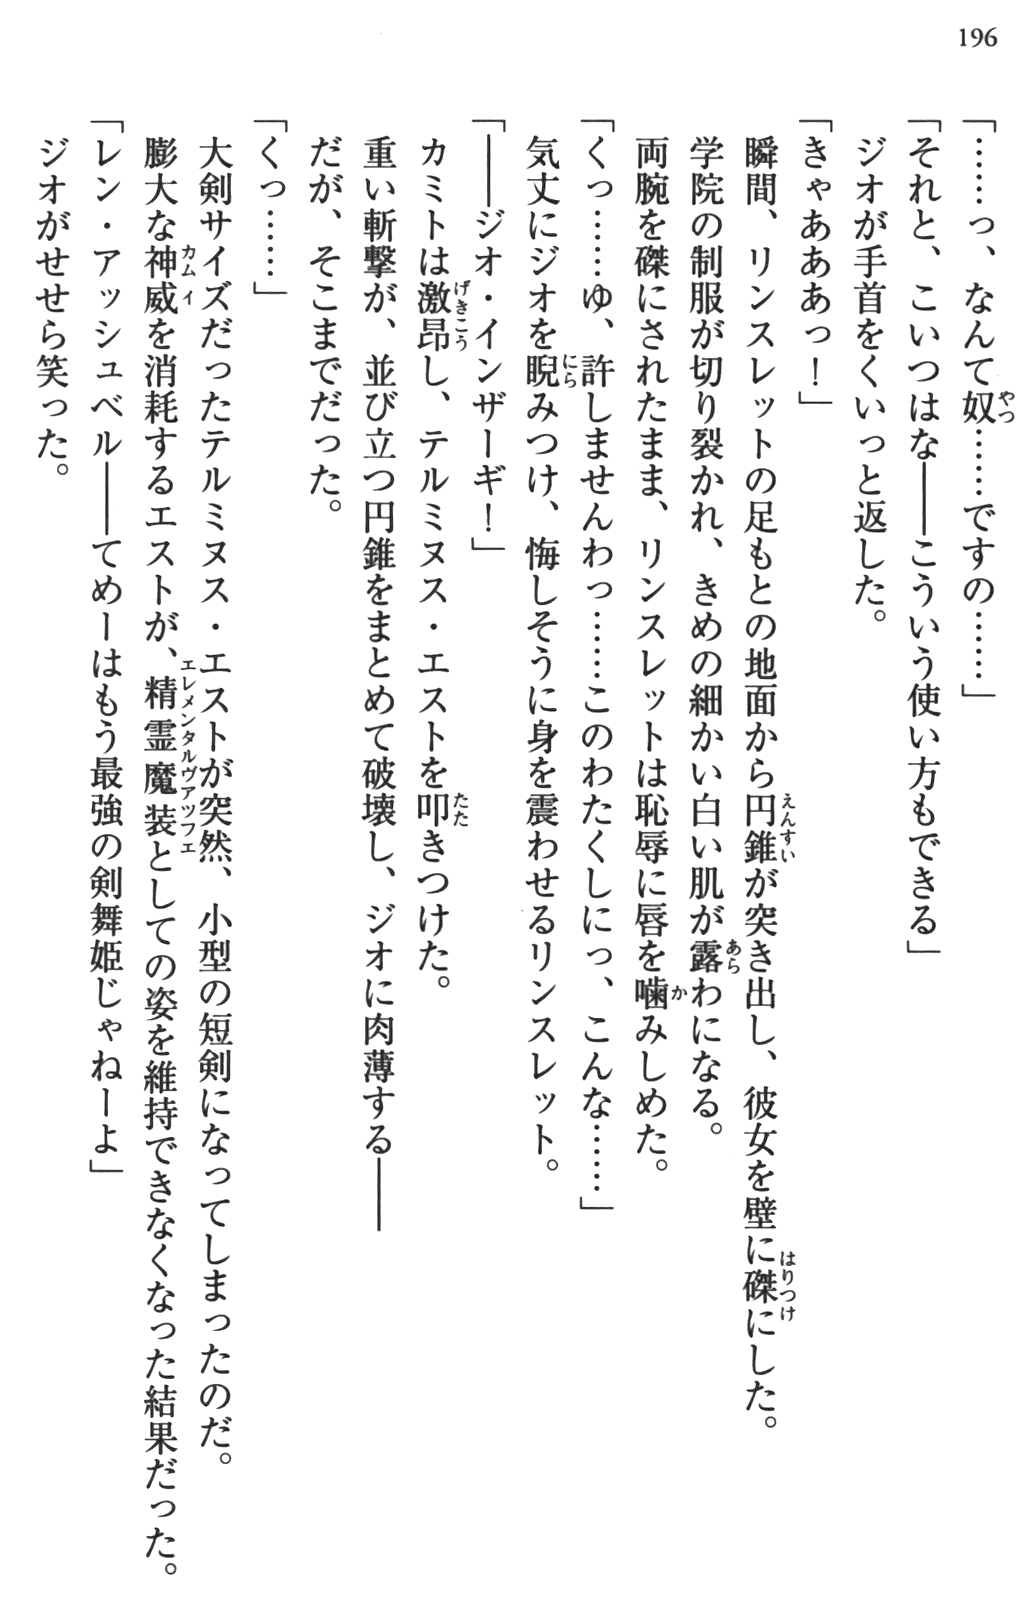 196
「……っ、なんて奴……ですの……」
「それと、こいつはな――こういう使い方もできる」
ジオが手首をくいっと返した。
「きゃあああっ！」
瞬間、リンスレットの足もとの地面から円錐が突き出し、彼女を壁に磔にした。
学院の制服が切り裂かれ、きめの細かい白い肌が露わになる。
両腕を磔にされたまま、リンスレットは恥辱に唇を噛みしめた。
「くっ……ゆ、許しませんわっ……このわたくしにっ、こんな……」
気丈にジオを睨みつけ、悔しそうに身を震わせるリンスレット。
「――ジオ・インザーギ！」
カミトは激昂し、テルミヌス・エストを叩きつけた。
重い斬撃が、並び立つ円錐をまとめて破壊し、ジオに肉薄する――
だが、そこまでだった。
「くっ……」
大剣サイズだったテルミヌス・エストが突然、小型の短剣になってしまったのだ。
膨大な神威を消耗するエストが、精霊魔装としての姿を維持できなくなった結果だった。
「レン・アッシュベル――てめーはもう最強の剣舞姫じゃねーよ」
ジオがせせら笑った。